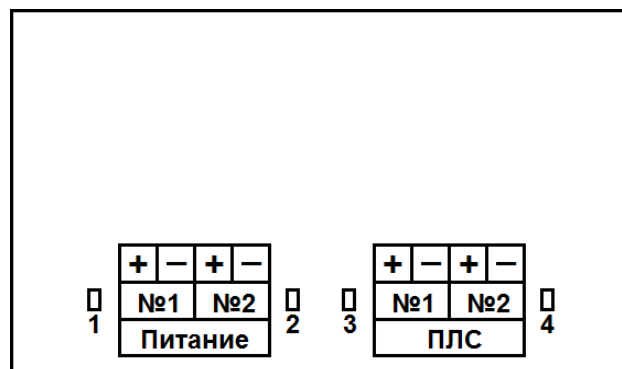 + − + − + − + −
1 №1 №2 2 3 №1 №2 4
Питание ПЛС